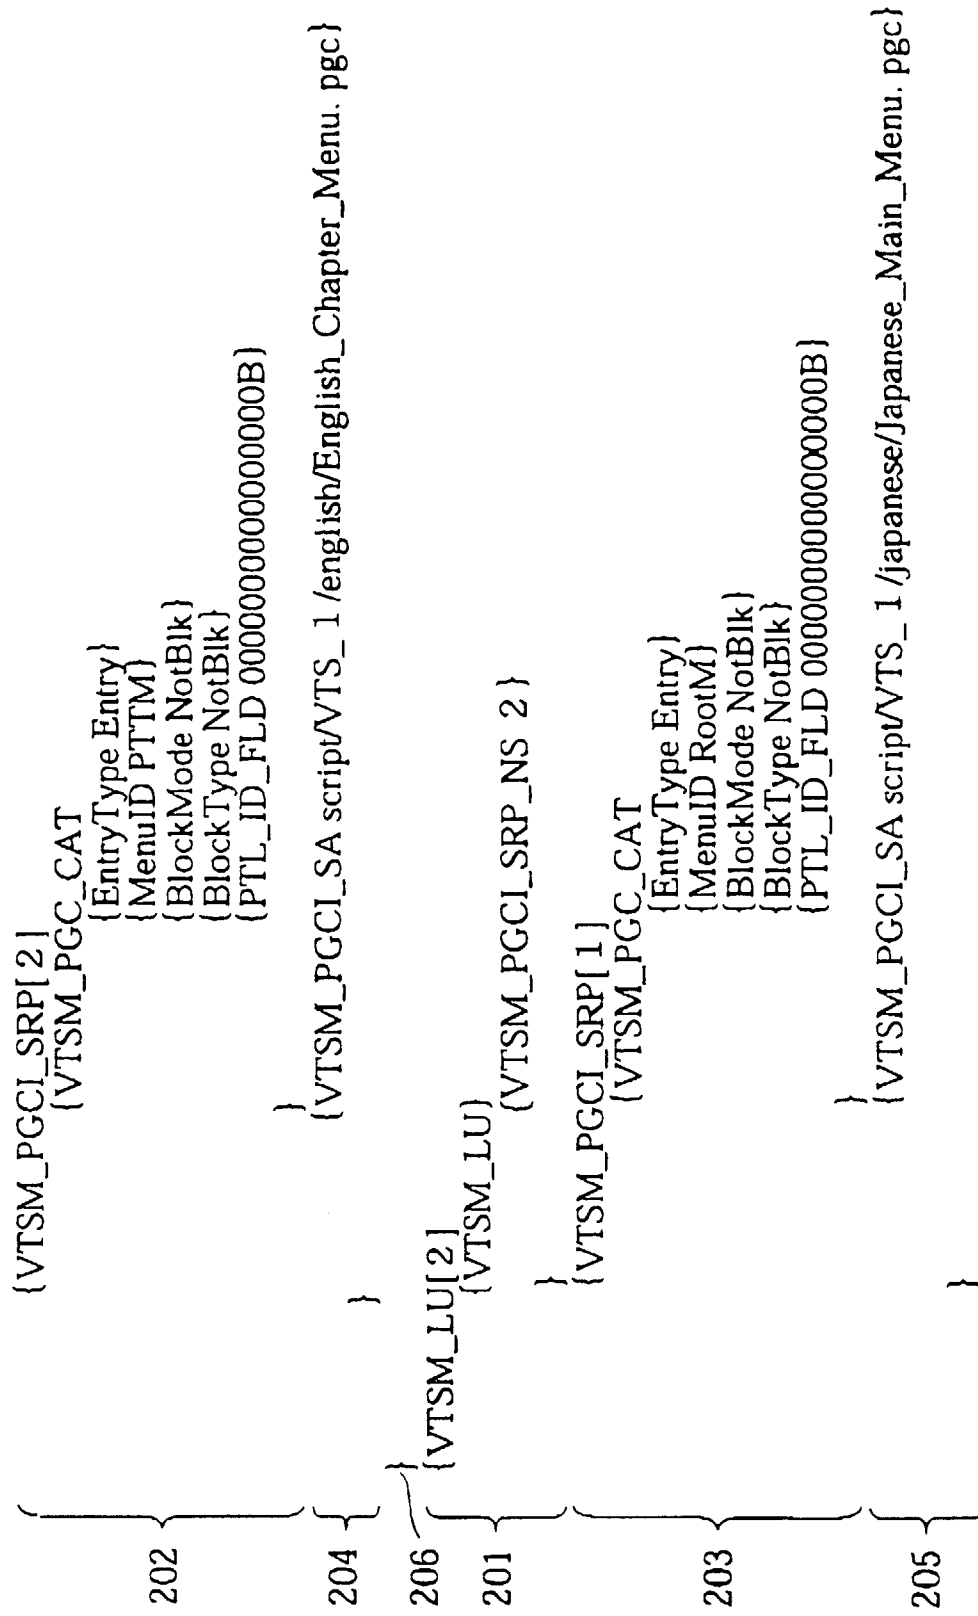 {VTSM_PGCI_SRP[2]
{VTSM_PGC_CAT
{EntryType Entry}
{MenuID PTTM}
202
{BlockMode NotBlk}
{BlockType NotBlk}
{PTL_ID_FLD 0000000000000000B}
}
204
{VTSM_PGCI_SA script/VTS_1 /english/English_Chapter_Menu. pgc}
}
206
}
{VTSM_LU[2]
{VTSM_LU}
201
{VTSM_PGCI_SRP_NS 2 }
}
{VTSM_PGCI_SRP[1]
{VTSM_PGC_CAT
{EntryType Entry}
{MenuID RootM}
203
{BlockMode NotBlk}
{BlockType NotBlk}
{PTL_ID_FLD 0000000000000000B}
}
205
{VTSM_PGCI_SA script/VTS_1 /japanese/Japanese_Main_Menu. pgc}
}